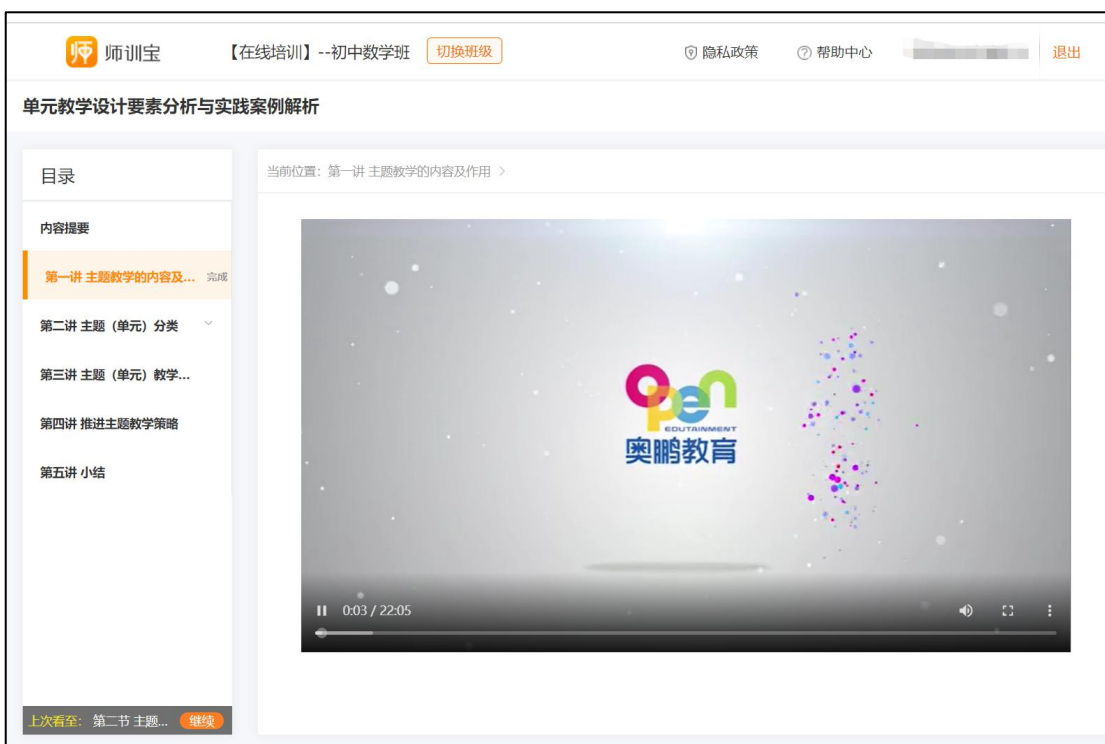 师 师训宝 【在线培训】--初中数学班 切换班级 隐私政策 帮助中心 退出
单元教学设计要素分析与实践案例解析
目录
当前位置：第一讲 主题教学的内容及作用 >
内容提要
第一讲 主题教学的内容及... 完成
第二讲 主题（单元）分类
第三讲 主题（单元）教学...
第四讲 推进主题教学策略
第五讲 小结
open
EDUTAINMENT
奥鹏教育
0:03 / 22:05
上次看至： 第二节 主题... 继续